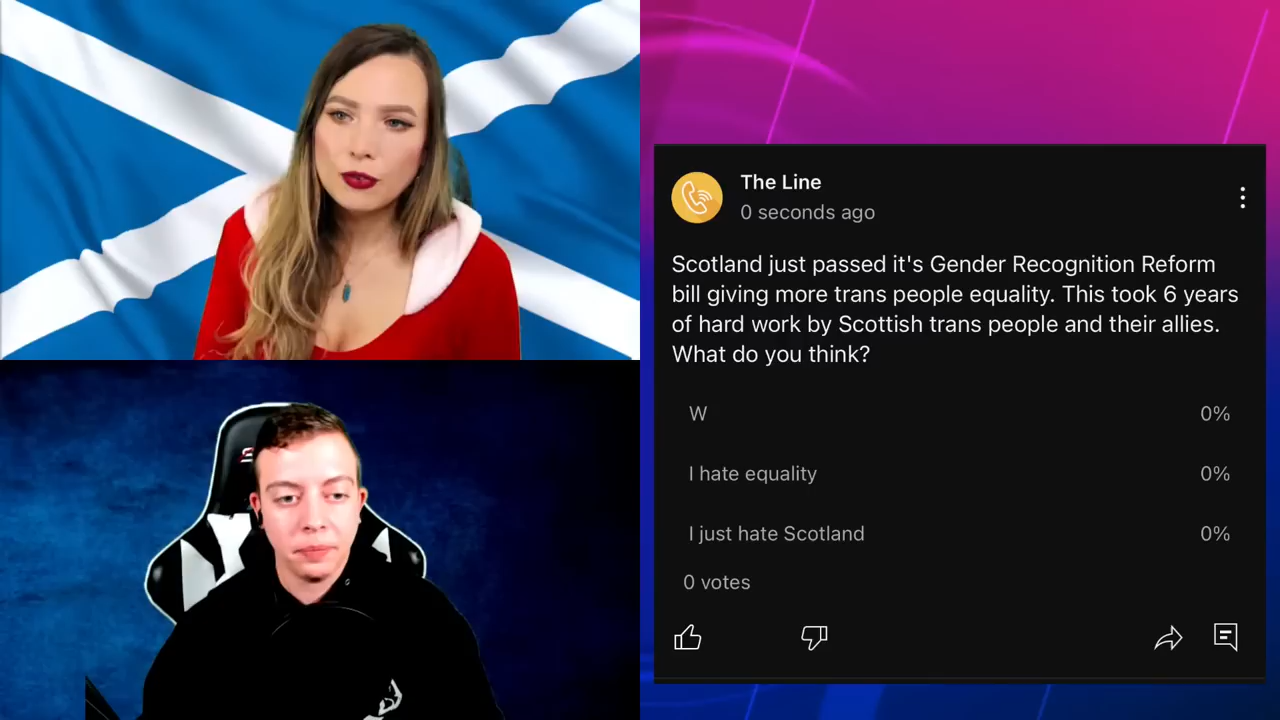 The Line
0 seconds ago
Scotland just passed it's Gender Recognition Reform
bill giving more trans people equality. This took 6 years
of hard work by Scottish trans people and their allies.
What do you think?
W 0%
I hate equality 0%
I just hate Scotland 0%
0 votes